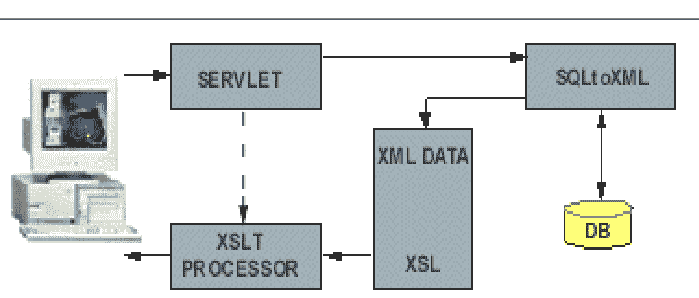 SERVLET
SQLtoXML
XML DATA
DB
XSLT
PROCESSOR
XSL